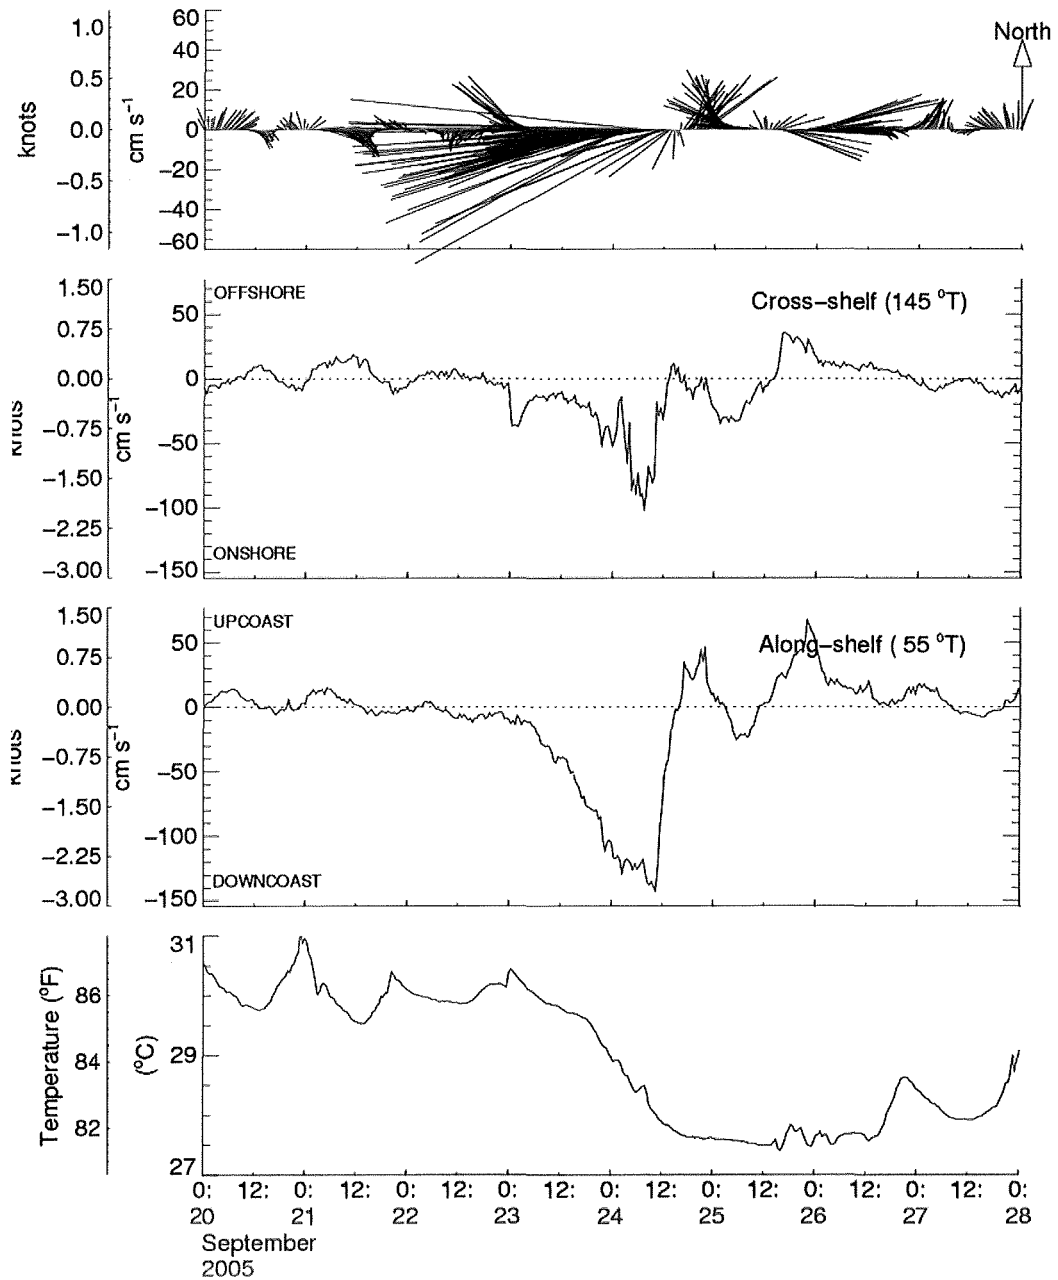 1.0
0.5
0.0
−0.5
−1.0
knots
60
40
20
0
−20
−40
−60
cm s⁻¹
North
1.50
0.75
0.00
−0.75
−1.50
−2.25
−3.00
50
0
−50
−100
−150
cm s⁻¹
OFFSHORE
Cross−shelf (145 °T)
ONSHORE
1.50
0.75
0.00
−0.75
−1.50
−2.25
−3.00
50
0
−50
−100
−150
cm s⁻¹
UPCOAST
Along−shelf ( 55 °T)
DOWNCOAST
Temperature (°F)
86
84
82
(°C)
31
29
27
0: 12: 0: 12: 0: 12: 0: 12: 0: 12: 0: 12: 0: 12: 0: 12: 0:
20 21 22 23 24 25 26 27 28
September
2005